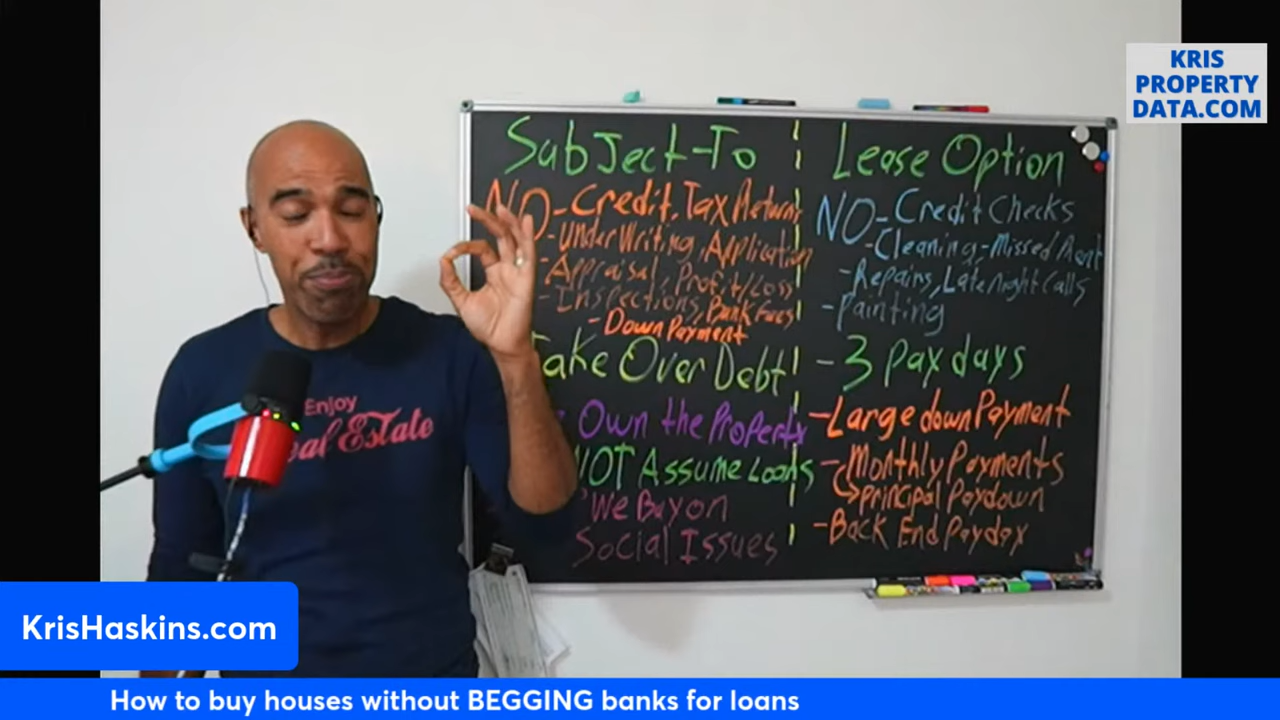 KRIS
PROPERTY
DATA.COM
Subject-To
NO-Credit, Tax Returns
-Underwriting, Application
-Appraisal, Profit/Loss
-Inspections, Bank Fees
-Down Payment
Take Over Debt
Own the Property
NOT Assume Loans
We Buy on
Social Issues
Lease Option
NO-Credit Checks
-Cleaning-Missed
-Repairs, Late Night Calls
-Painting
-3 paydays
-Large down Payment
-Monthly Payments
principal Paydown
-Back End Payday
Enjoy
Real Estate
KrisHaskins.com
How to buy houses without BEGGING banks for loans